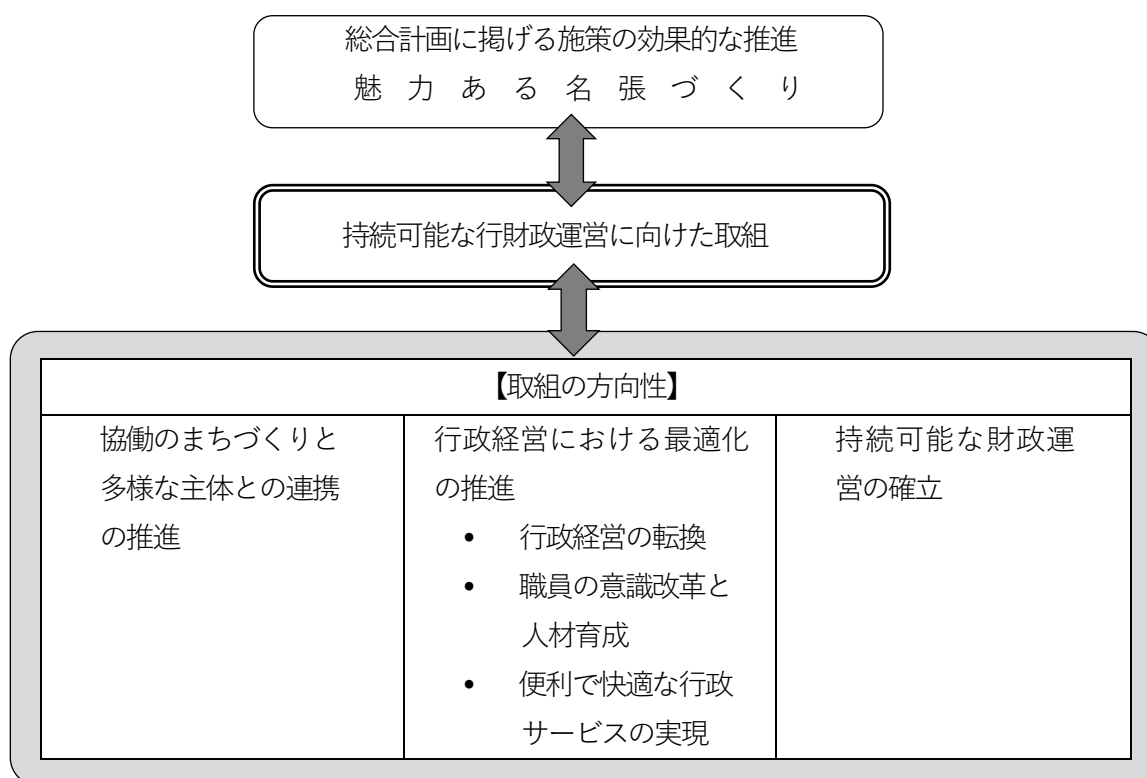 総合計画に掲げる施策の効果的な推進
魅力ある名張づくり
持続可能な行財政運営に向けた取組
【取組の方向性】
協働のまちづくりと
多様な主体との連携
の推進
行政経営における最適化
の推進
• 行政経営の転換
• 職員の意識改革と
人材育成
• 便利で快適な行政
サービスの実現
持続可能な財政運
営の確立